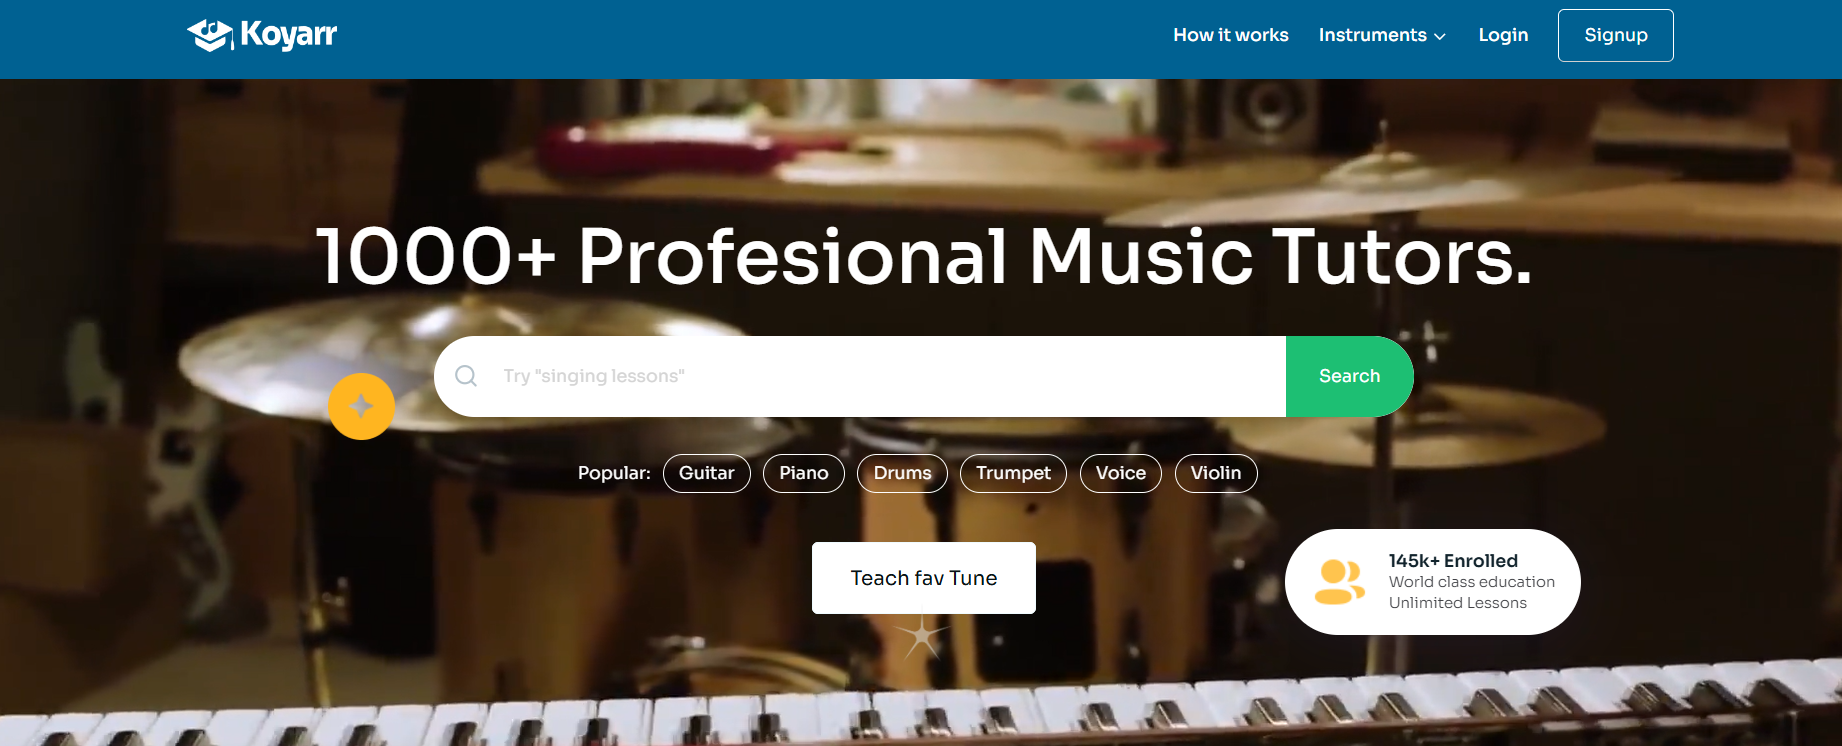 Koyarr
How it works
Instruments
Login
Signup
1000+ Profesional Music Tutors.
Try "singing lessons"
Search
Popular:
Guitar
Piano
Drums
Trumpet
Voice
Violin
Teach fav Tune
145k+ Enrolled
World class education
Unlimited Lessons